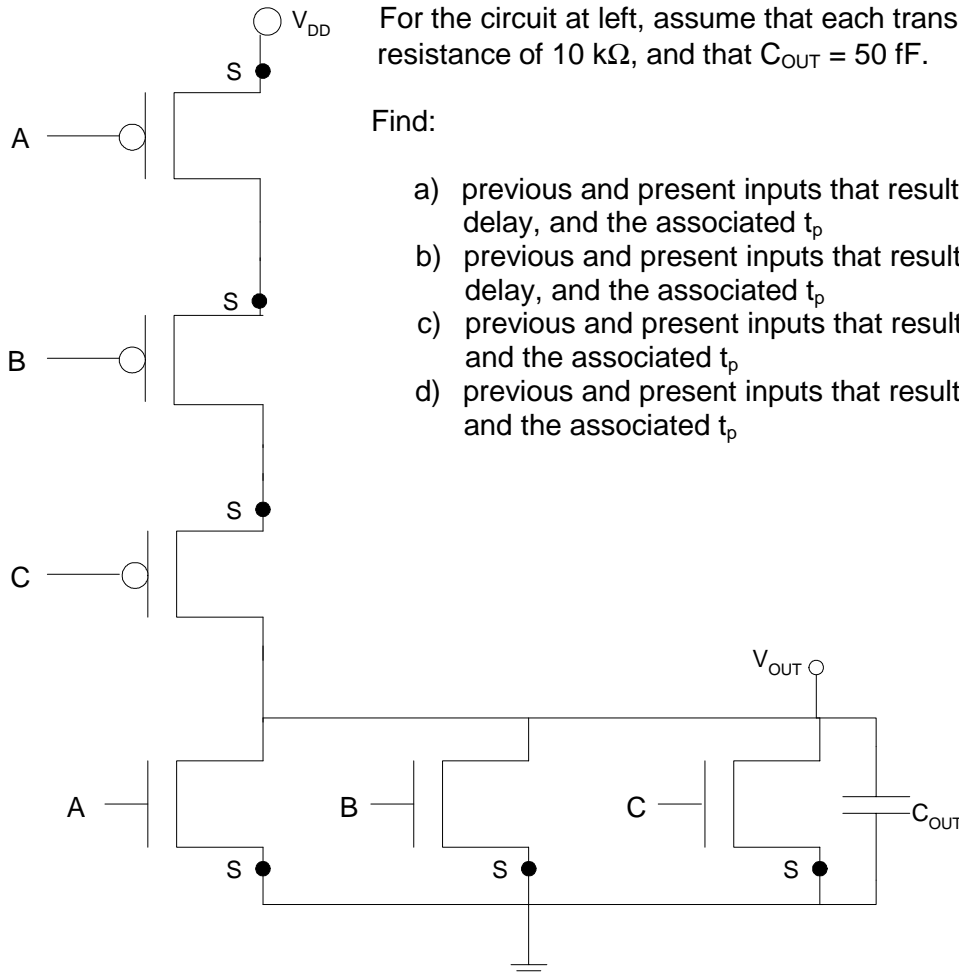 V_DD
For the circuit at left, assume that each trans
resistance of 10 kΩ, and that C_OUT = 50 fF.
S
A
Find:
a) previous and present inputs that result
delay, and the associated t_p
S
b) previous and present inputs that result
delay, and the associated t_p
B
c) previous and present inputs that result
and the associated t_p
d) previous and present inputs that result
and the associated t_p
S
C
V_OUT
A
B
C
C_OUT
S
S
S